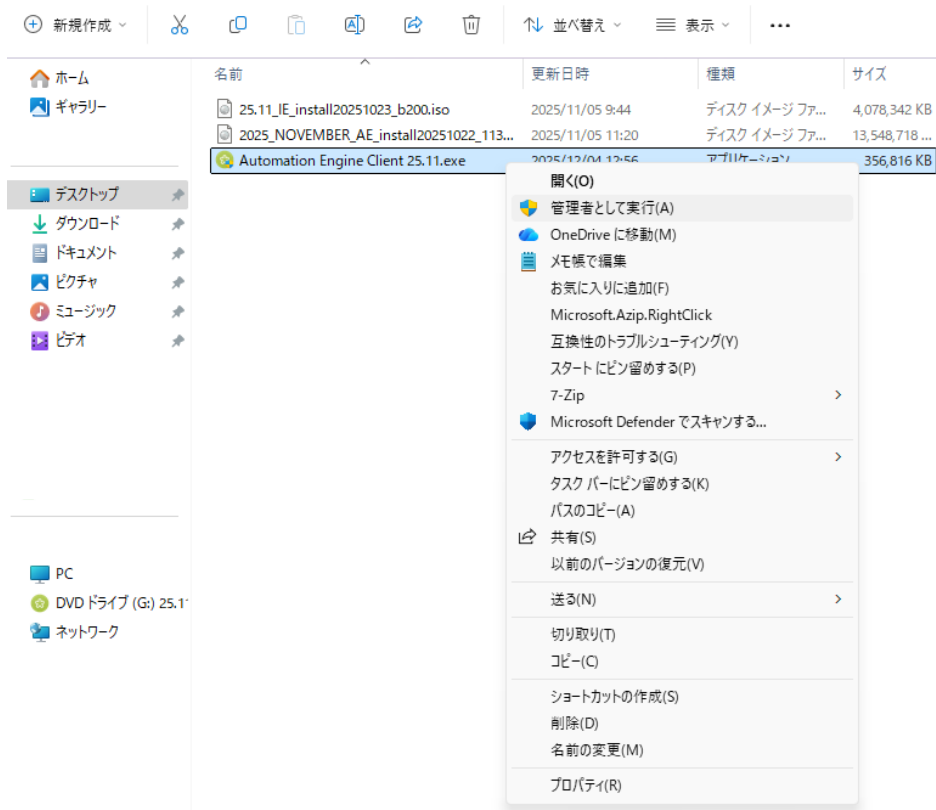 新規作成
並べ替え
表示
ホーム
ギャラリー
デスクトップ
ダウンロード
ドキュメント
ピクチャ
ミュージック
ビデオ
PC
DVD ドライブ (G:) 25.1
ネットワーク
名前 更新日時 種類 サイズ
25.11_IE_install20251023_b200.iso 2025/11/05 9:44 ディスク イメージ ファ... 4,078,342 KB
2025_NOVEMBER_AE_install20251022_113... 2025/11/05 11:20 ディスク イメージ ファ... 13,548,718 ...
Automation Engine Client 25.11.exe 2025/12/04 12:56 アプリケーション 356,816 KB
開く(O)
管理者として実行(A)
OneDrive に移動(M)
メモ帳で編集
お気に入りに追加(F)
Microsoft.Azip.RightClick
互換性のトラブルシューティング(Y)
スタート にピン留めする(P)
7-Zip
Microsoft Defender でスキャンする...
アクセスを許可する(G)
タスク バーにピン留めする(K)
パスのコピー(A)
共有(S)
以前のバージョンの復元(V)
送る(N)
切り取り(T)
コピー(C)
ショートカットの作成(S)
削除(D)
名前の変更(M)
プロパティ(R)